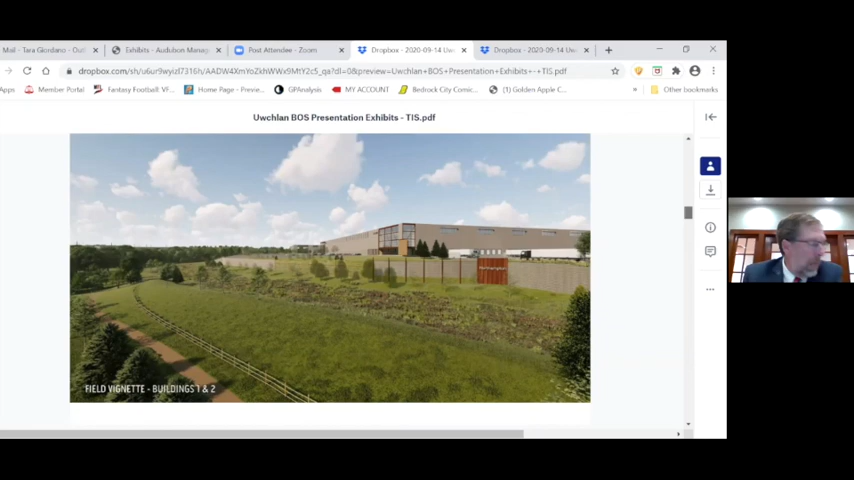 Mail - Tara Giordano - Outl
Exhibits - Audubon Manag
Post Attendee - Zoom
Dropbox - 2020-09-14 Uw
Dropbox - 2020-09-14 Uw
dropbox.com/sh/u6ur9wyizl7316h/AADW4XmYoZkhWWx9MtY2c5_qa?dl=0&preview=Uwchlan+BOS+Presentation+Exhibits+-+TIS.pdf
Apps
Member Portal
Fantasy Football: VF...
Home Page - Previe...
GPAnalysis
MY ACCOUNT
Bedrock City Comic...
(1) Golden Apple C...
Other bookmarks
Uwchlan BOS Presentation Exhibits - TIS.pdf
FIELD VIGNETTE - BUILDINGS 1 & 2